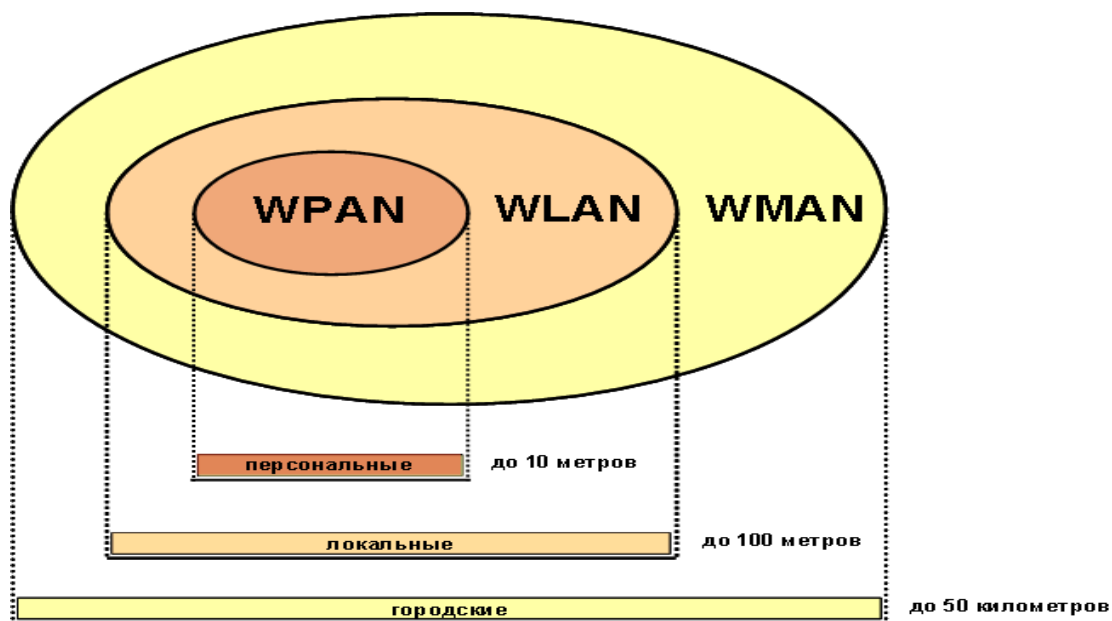 WPAN WLAN WMAN
персональные до 10 метров
локальные до 100 метров
городские до 50 километров